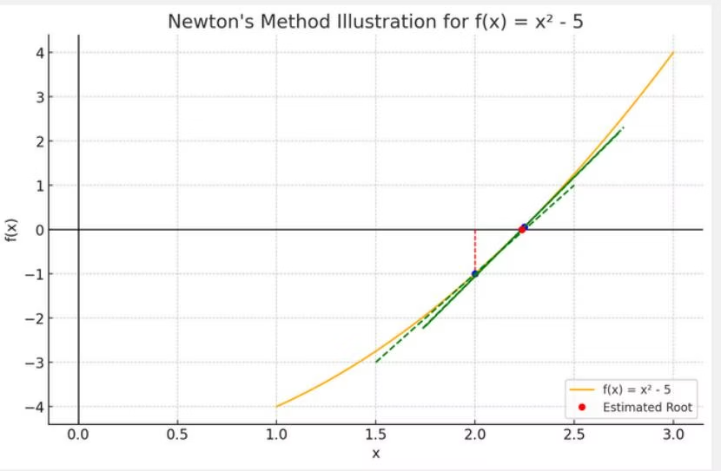 Newton's Method Illustration for f(x) = x² - 5
4
3
2
1
0
−1
−2
−3
−4
f(x)
f(x) = x² - 5
Estimated Root
0.0 0.5 1.0 1.5 2.0 2.5 3.0
x